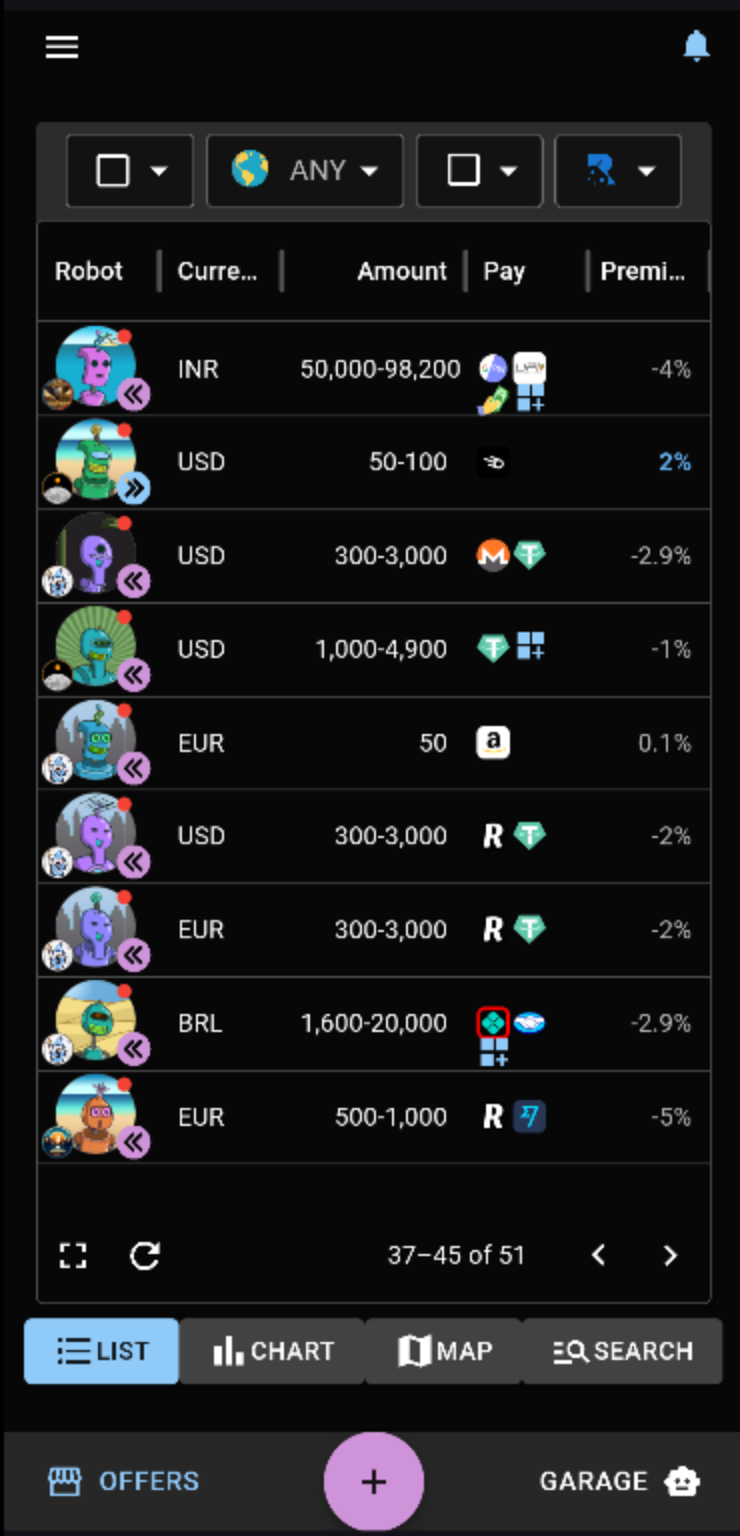 ANY
Robot Curre... Amount Pay Premi...
INR 50,000-98,200 -4%
USD 50-100 2%
USD 300-3,000 -2.9%
USD 1,000-4,900 -1%
EUR 50 a 0.1%
USD 300-3,000 R -2%
EUR 300-3,000 R -2%
BRL 1,600-20,000 -2.9%
EUR 500-1,000 R -5%
37–45 of 51
LIST CHART MAP SEARCH
OFFERS + GARAGE